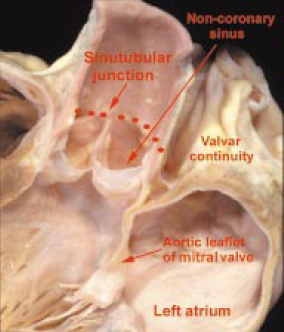 Non-coronary
sinus
Sinutubular
junction
Valvar
continuity
Aortic leaflet
of mitral valve
Left atrium